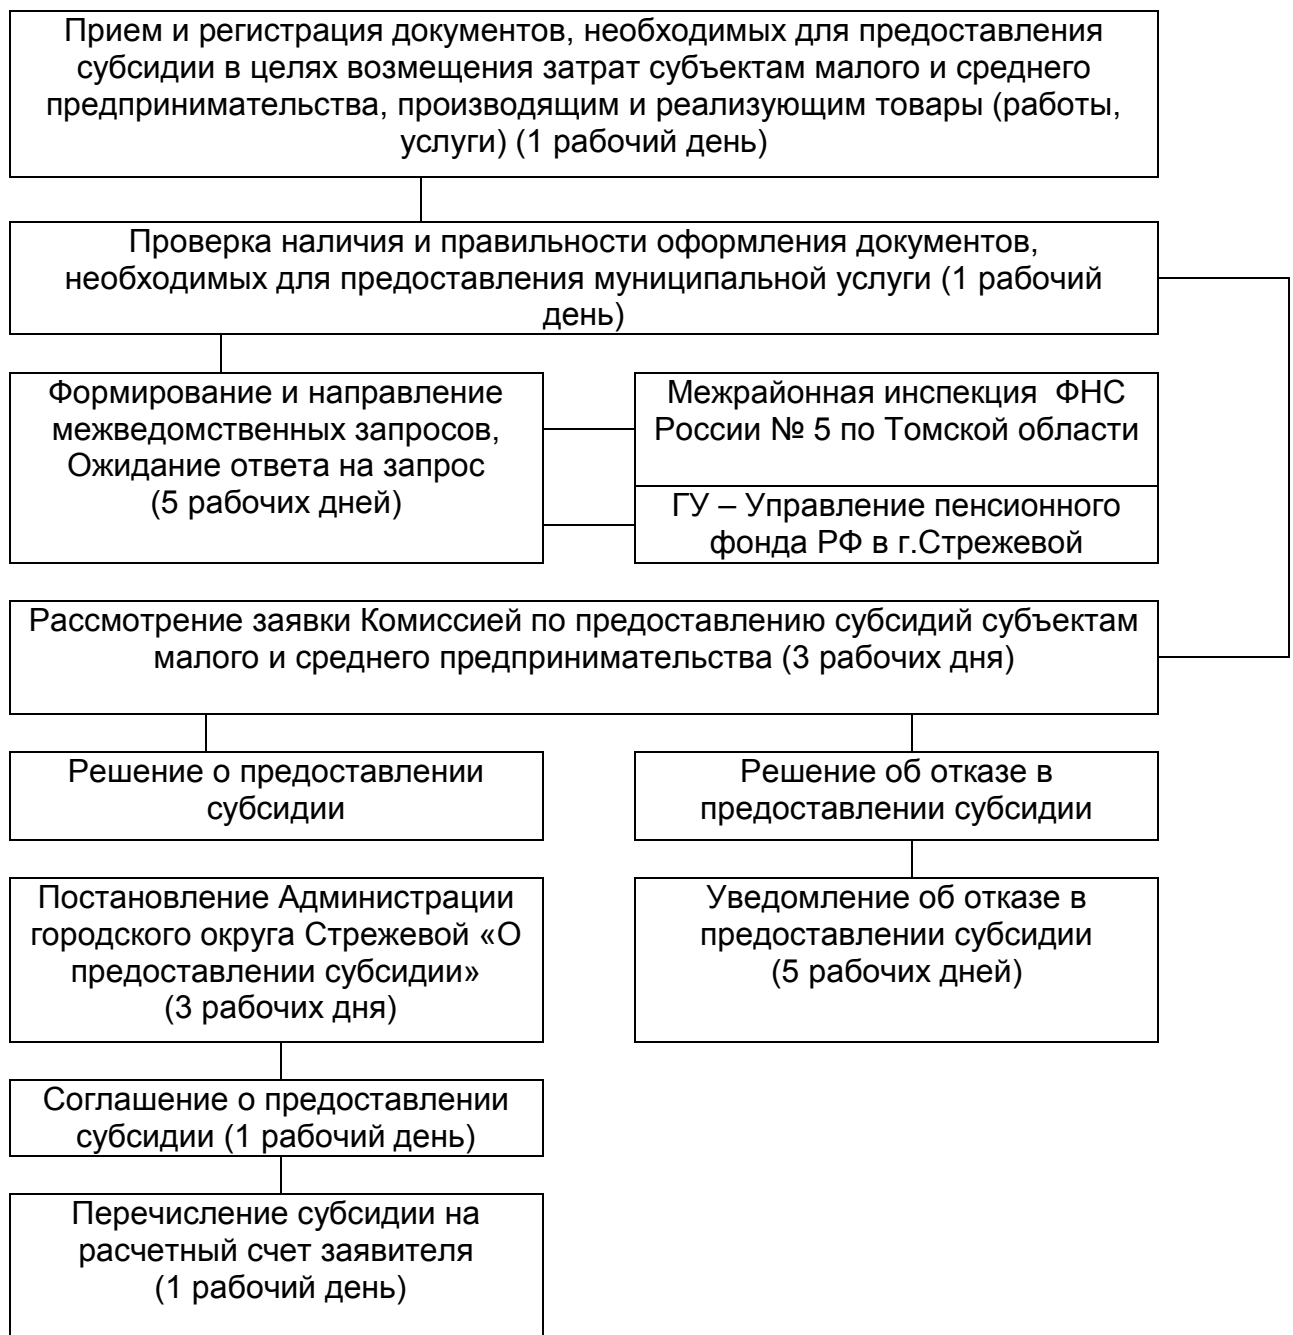 Прием и регистрация документов, необходимых для предоставления
субсидии в целях возмещения затрат субъектам малого и среднего
предпринимательства, производящим и реализующим товары (работы,
услуги) (1 рабочий день)
Проверка наличия и правильности оформления документов,
необходимых для предоставления муниципальной услуги (1 рабочий
день)
Формирование и направление
межведомственных запросов,
Ожидание ответа на запрос
(5 рабочих дней)
Межрайонная инспекция  ФНС
России № 5 по Томской области
ГУ – Управление пенсионного
фонда РФ в г.Стрежевой
Рассмотрение заявки Комиссией по предоставлению субсидий субъектам
малого и среднего предпринимательства (3 рабочих дня)
Решение о предоставлении
субсидии
Решение об отказе в
предоставлении субсидии
Постановление Администрации
городского округа Стрежевой «О
предоставлении субсидии»
(3 рабочих дня)
Уведомление об отказе в
предоставлении субсидии
(5 рабочих дней)
Соглашение о предоставлении
субсидии (1 рабочий день)
Перечисление субсидии на
расчетный счет заявителя
(1 рабочий день)